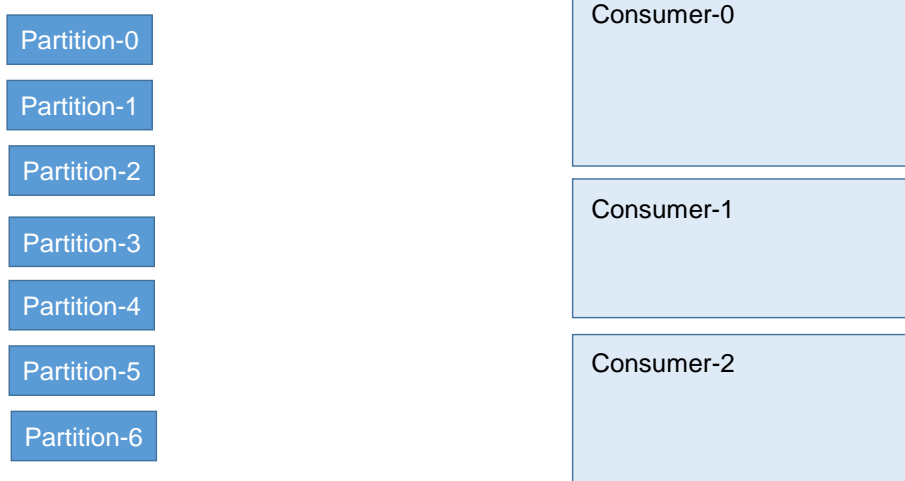 Partition-0
Partition-1
Partition-2
Partition-3
Partition-4
Partition-5
Partition-6
Consumer-0
Consumer-1
Consumer-2